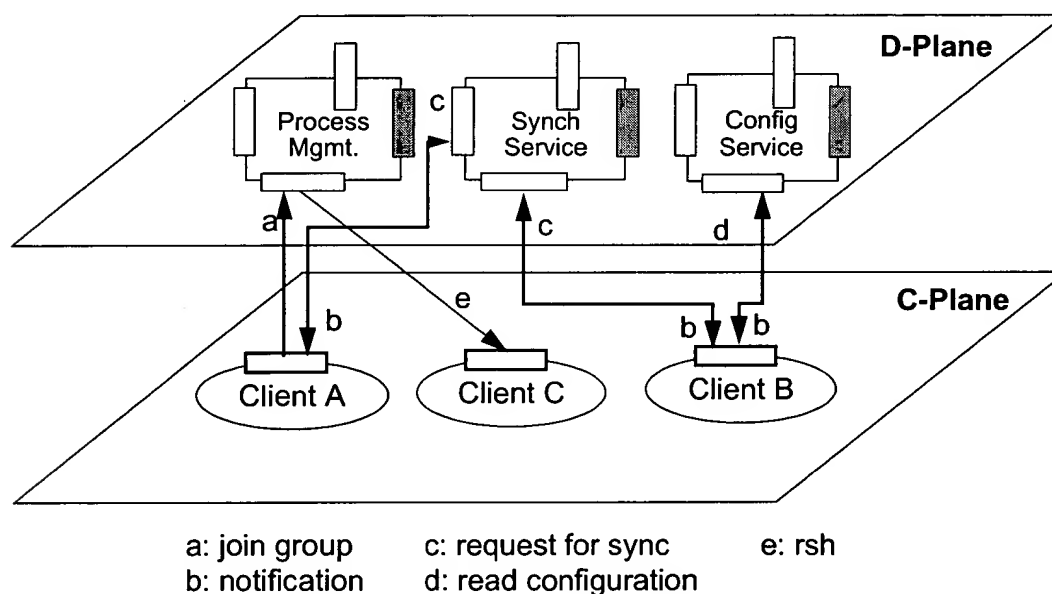 D-Plane
Process
Mgmt.
c
Synch
Service
Config
Service
a
c
d
e
C-Plane
b
b
b
Client A
Client C
Client B
a: join group c: request for sync e: rsh
b: notification d: read configuration